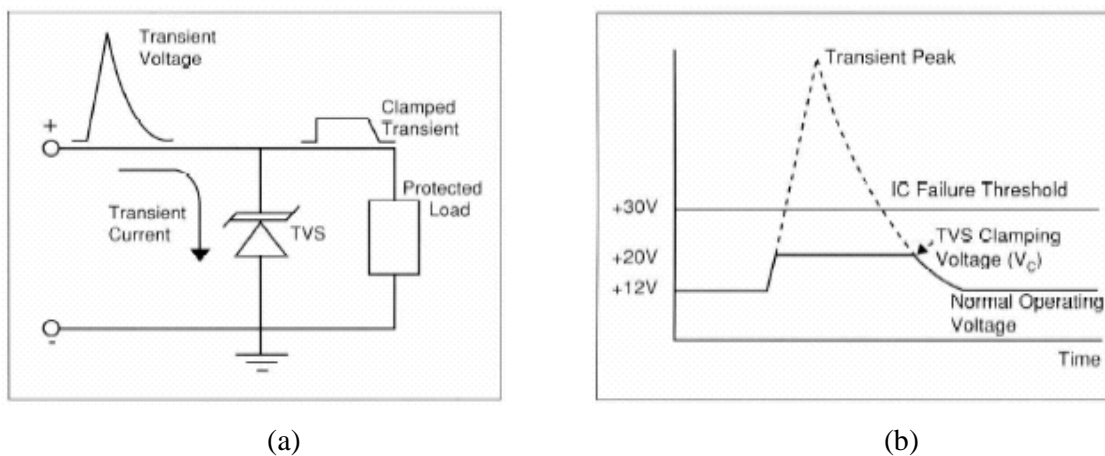 Transient
Voltage
+
Clamped
Transient
Transient
Current
TVS
Protected
Load
-
(a)
Transient Peak
IC Failure Threshold
+30V
TVS Clamping
Voltage (VC)
+20V
+12V
Normal Operating
Voltage
Time
(b)